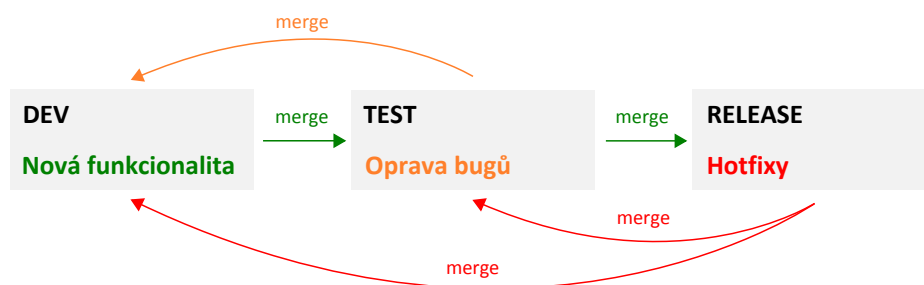 merge
DEV
Nová funkcionalita
merge
TEST
Oprava bugů
merge
RELEASE
Hotfixy
merge
merge